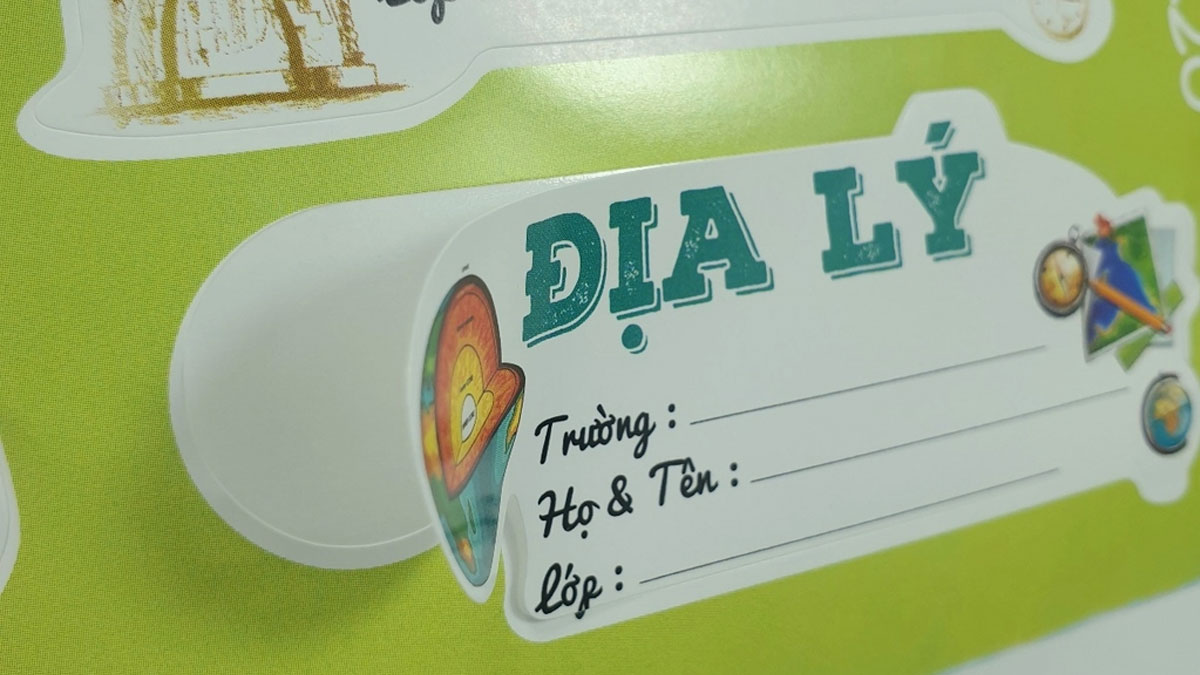 ĐỊA LÝ
Trường :
Họ & Tên :
Lớp :